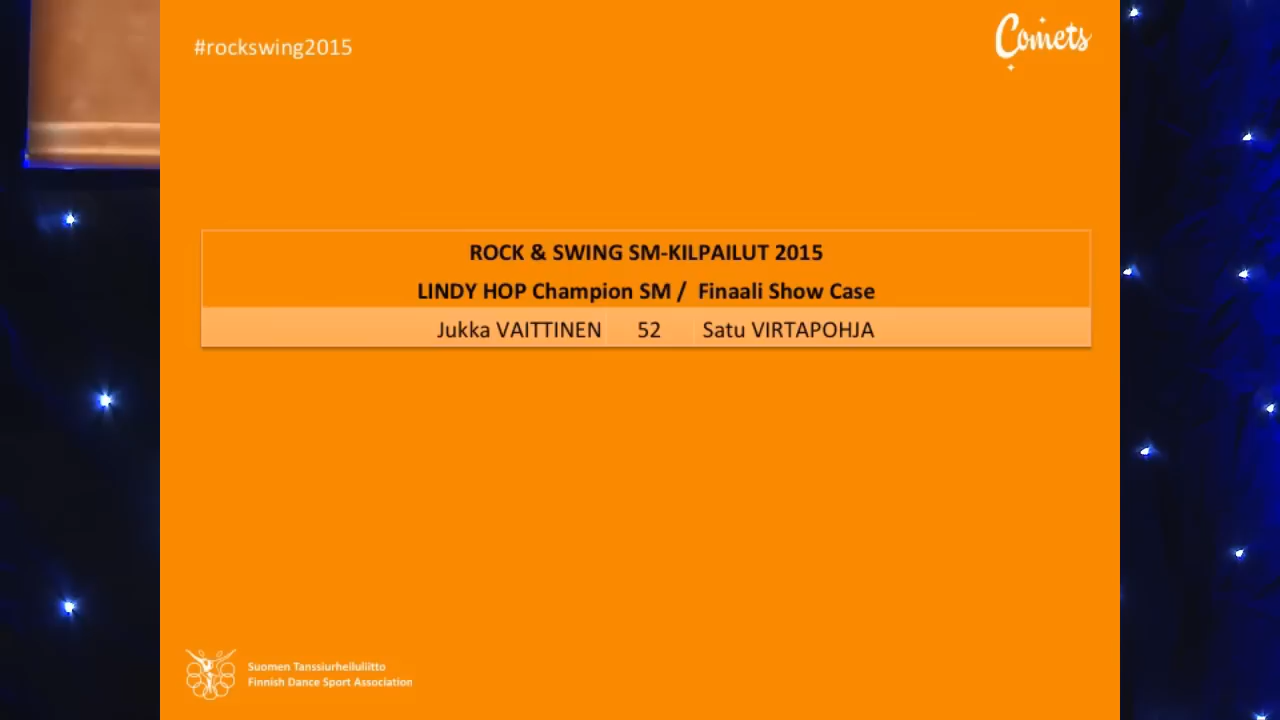 #rockswing2015
Comets
ROCK & SWING SM-KILPAILUT 2015
LINDY HOP Champion SM / Finaali Show Case
Jukka VAITTINEN 52 Satu VIRTAPOHJA
Suomen Tanssiurheiluliitto
Finnish Dance Sport Association